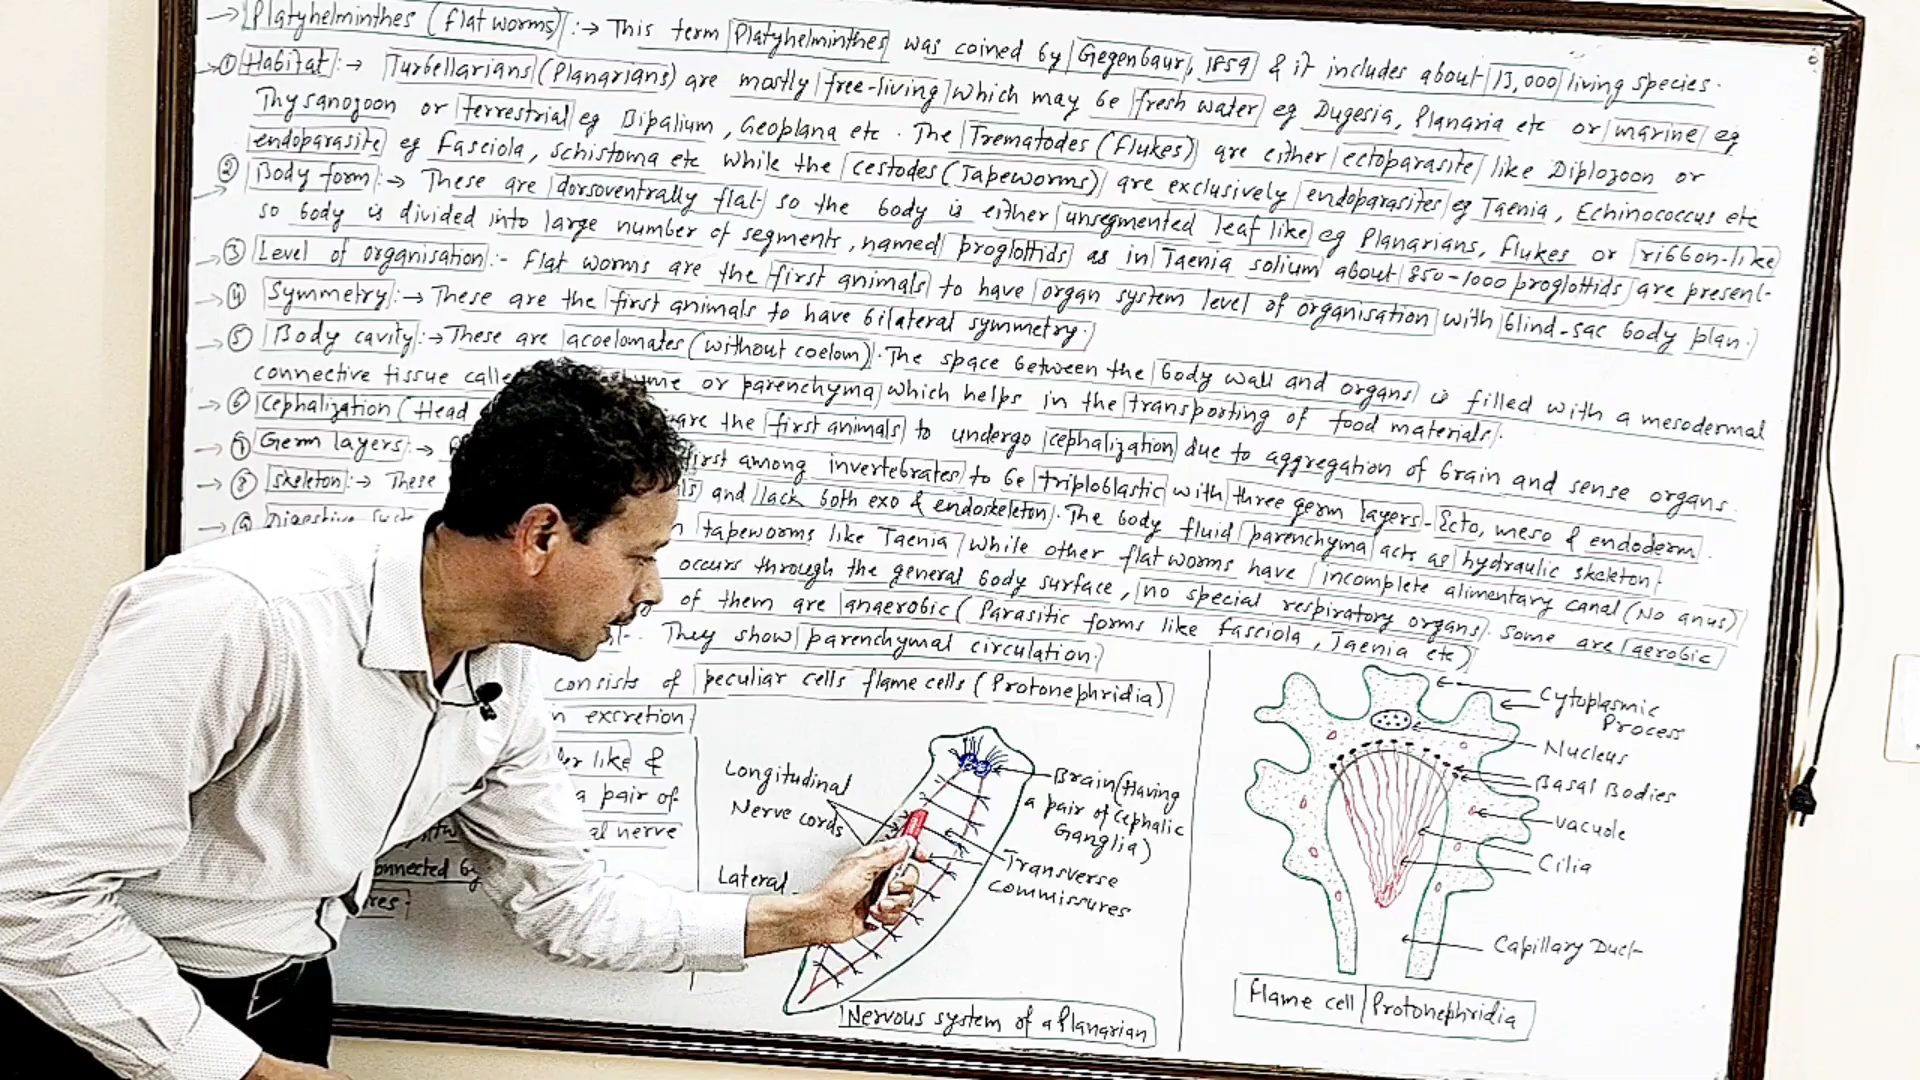 → Platyhelminthes (flat worms) :→ This term Platyhelminthes was coined by Gegenbaur, 1859 & it includes about 13,000 living species.
→ ① Habitat :→ Turbellarians (Planarians) are mostly free-living which may be fresh water eg Dugesia, Planaria etc or marine eg
Thysanozoon or terrestrial eg Bipalium, Geoplana etc. The Trematodes (flukes) are either ectoparasite like Diplozoon or
endoparasite eg Fasciola, Schistoma etc while the cestodes (Tapeworms) are exclusively endoparasites eg Taenia, Echinococcus etc
→ ② Body form :→ These are dorsoventrally flat so the body is either unsegmented leaf like eg Planarians, flukes or ribbon-like
so body is divided into large number of segments, named proglottids as in Taenia solium about 850-1000 proglottids are present-
→ ③ Level of organisation :- flat worms are the first animals to have organ system level of organisation with blind-sac body plan.
→ ④ Symmetry :→ These are the first animals to have bilateral symmetry.
→ ⑤ Body cavity :→ These are acoelomates (without coelom). The space between the body wall and organs is filled with a mesodermal
connective tissue or parenchyma which helps in the transporting of food materials.
→ ⑥ Cephalization (Head are the first animals to undergo cephalization due to aggregation of brain and sense organs.
→ ⑦ Germ layers :→ first among invertebrates to be triploblastic with three germ layers - Ecto, meso & endoderm.
→ ⑧ Skeleton :→ These and lack both exo & endoskeleton. The body fluid parenchyma acts as hydraulic skeleton.
→ ⑨ Digestive tapeworms like Taenia while other flat worms have incomplete alimentary canal (No anus)
occurs through the general body surface, no special respiratory organs. Some are aerobic
of them are anaerobic (Parasitic forms like fasciola, Taenia etc)
They show parenchymal circulation.
consists of peculiar cells flame cells (Protonephridia)
excretion
like &
a pair of
nerve
connected by
Longitudinal
Nerve cords
Lateral
Brain (Having
a pair of Cephalic
Ganglia)
Transverse
commissures
Nervous system of a Planarian
Cytoplasmic
Process
Nucleus
Basal Bodies
Vacuole
Cilia
Capillary Duct
Flame cell | Protonephridia